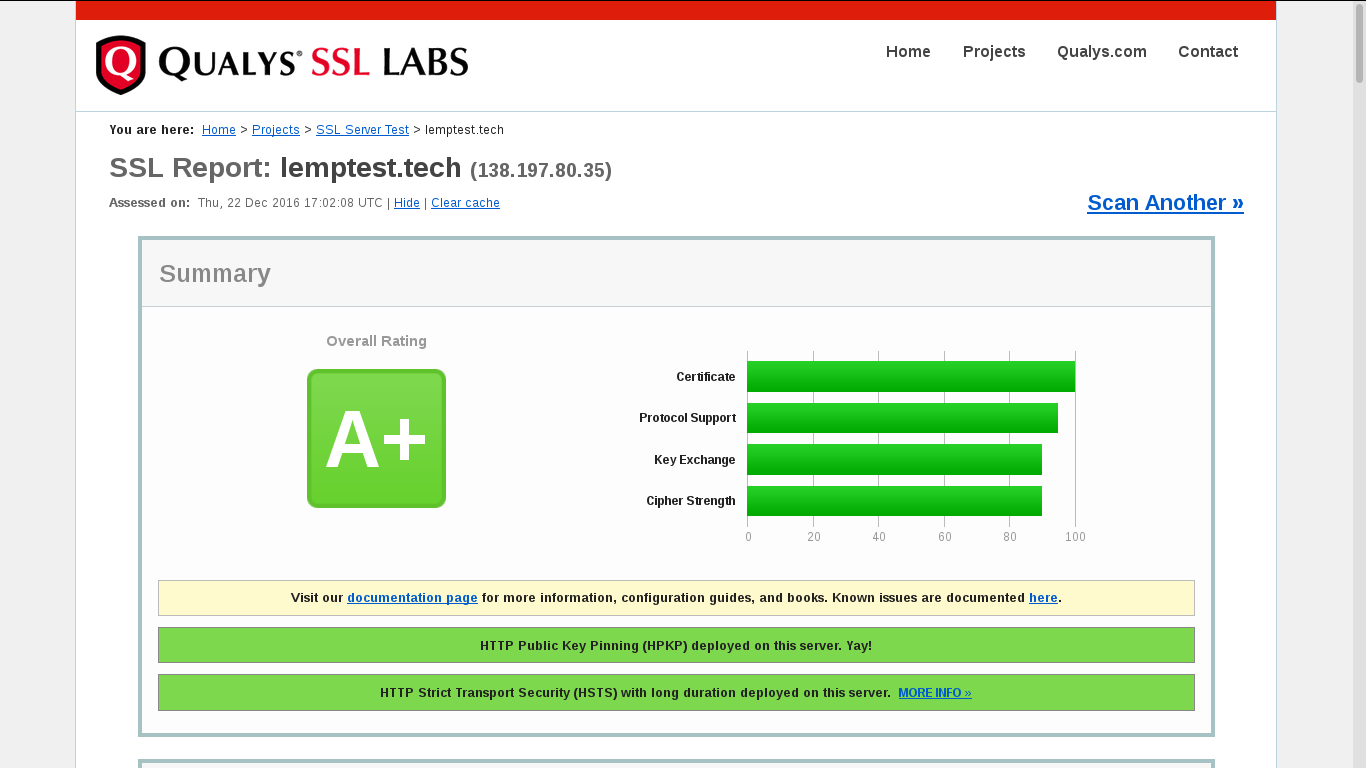 QUALYS® SSL LABS
Home Projects Qualys.com Contact
You are here: Home > Projects > SSL Server Test > lemptest.tech
SSL Report: lemptest.tech (138.197.80.35)
Assessed on: Thu, 22 Dec 2016 17:02:08 UTC | Hide | Clear cache
Scan Another »
Summary
Overall Rating
A+
Certificate
Protocol Support
Key Exchange
Cipher Strength
0 20 40 60 80 100
Visit our documentation page for more information, configuration guides, and books. Known issues are documented here.
HTTP Public Key Pinning (HPKP) deployed on this server. Yay!
HTTP Strict Transport Security (HSTS) with long duration deployed on this server. MORE INFO »